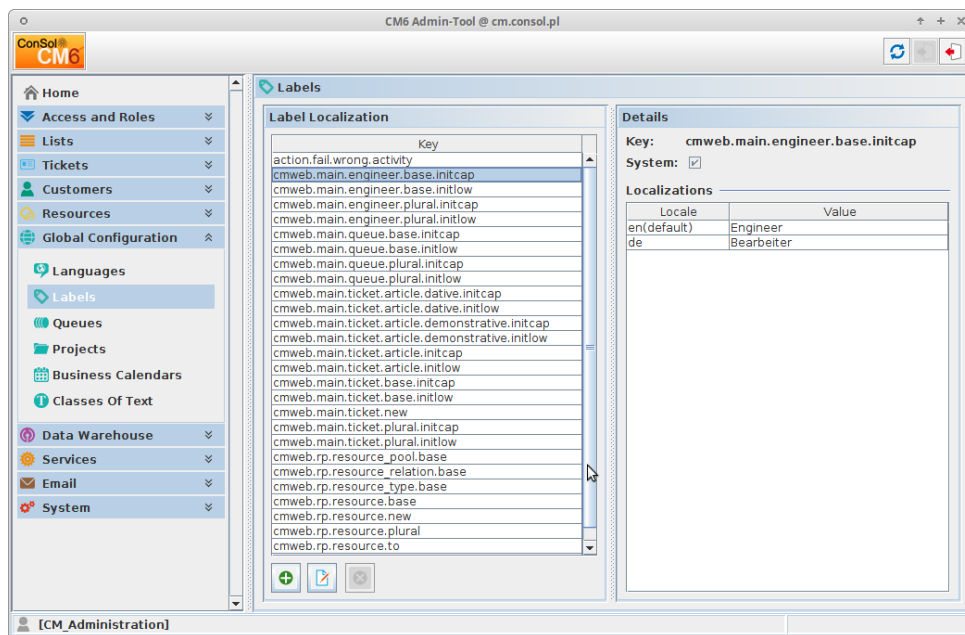 CM6 Admin-Tool @ cm.consol.pl
ConSol
CM6
Home
Access and Roles
Lists
Tickets
Customers
Resources
Global Configuration
Languages
Labels
Queues
Projects
Business Calendars
Classes Of Text
Data Warehouse
Services
Email
System
Labels
Label Localization
Key
action.fail.wrong.activity
cmweb.main.engineer.base.initcap
cmweb.main.engineer.base.initlow
cmweb.main.engineer.plural.initcap
cmweb.main.engineer.plural.initlow
cmweb.main.queue.base.initcap
cmweb.main.queue.base.initlow
cmweb.main.queue.plural.initcap
cmweb.main.queue.plural.initlow
cmweb.main.ticket.article.dative.initcap
cmweb.main.ticket.article.dative.initlow
cmweb.main.ticket.article.demonstrative.initcap
cmweb.main.ticket.article.demonstrative.initlow
cmweb.main.ticket.article.initcap
cmweb.main.ticket.article.initlow
cmweb.main.ticket.base.initcap
cmweb.main.ticket.base.initlow
cmweb.main.ticket.new
cmweb.main.ticket.plural.initcap
cmweb.main.ticket.plural.initlow
cmweb.rp.resource_pool.base
cmweb.rp.resource_relation.base
cmweb.rp.resource_type.base
cmweb.rp.resource.base
cmweb.rp.resource.new
cmweb.rp.resource.plural
cmweb.rp.resource.to
Details
Key: cmweb.main.engineer.base.initcap
System:
Localizations
Locale Value
en(default) Engineer
de Bearbeiter
[CM_Administration]